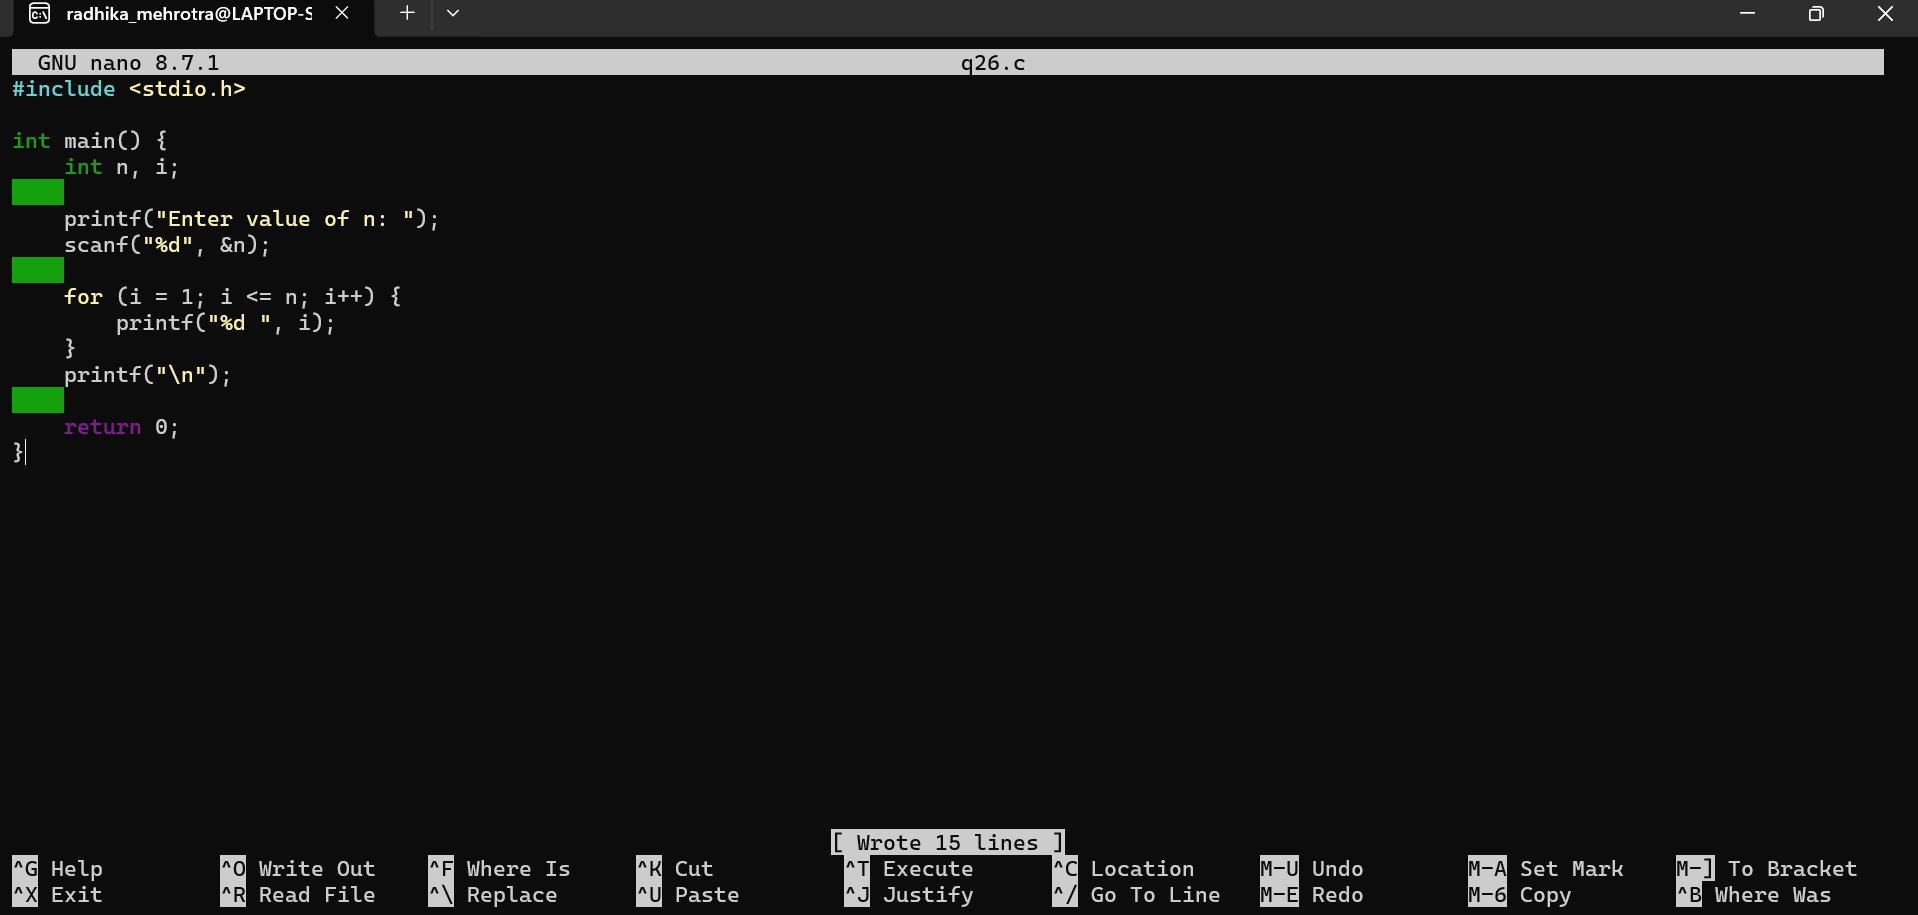 radhika_mehrotra@LAPTOP-S
GNU nano 8.7.1 q26.c
#include <stdio.h>

int main() {
    int n, i;

    printf("Enter value of n: ");
    scanf("%d", &n);

    for (i = 1; i <= n; i++) {
        printf("%d ", i);
    }
    printf("\n");

    return 0;
}
[ Wrote 15 lines ]
^G Help ^O Write Out ^F Where Is ^K Cut ^T Execute ^C Location M-U Undo M-A Set Mark M-] To Bracket
^X Exit ^R Read File ^\ Replace ^U Paste ^J Justify ^/ Go To Line M-E Redo M-6 Copy ^B Where Was